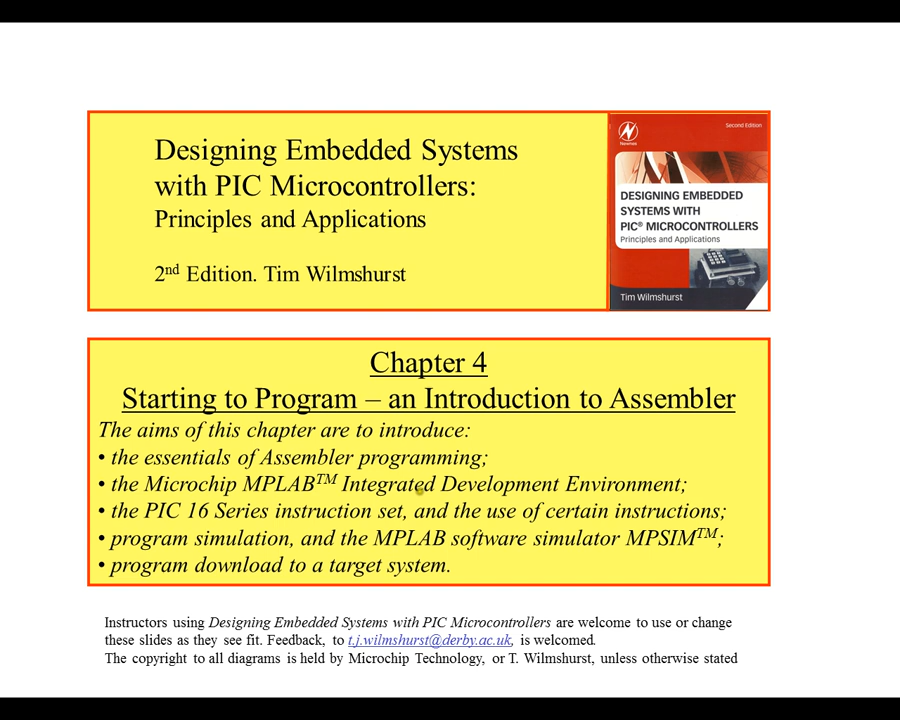 Designing Embedded Systems
with PIC Microcontrollers:
Principles and Applications
2nd Edition. Tim Wilmshurst
Newnes
Second Edition
DESIGNING EMBEDDED
SYSTEMS WITH
PIC® MICROCONTROLLERS
Principles and Applications
Tim Wilmshurst
Chapter 4
Starting to Program – an Introduction to Assembler
The aims of this chapter are to introduce:
• the essentials of Assembler programming;
• the Microchip MPLABTM Integrated Development Environment;
• the PIC 16 Series instruction set, and the use of certain instructions;
• program simulation, and the MPLAB software simulator MPSIMTM;
• program download to a target system.
Instructors using Designing Embedded Systems with PIC Microcontrollers are welcome to use or change
these slides as they see fit. Feedback, to t.j.wilmshurst@derby.ac.uk, is welcomed.
The copyright to all diagrams is held by Microchip Technology, or T. Wilmshurst, unless otherwise stated